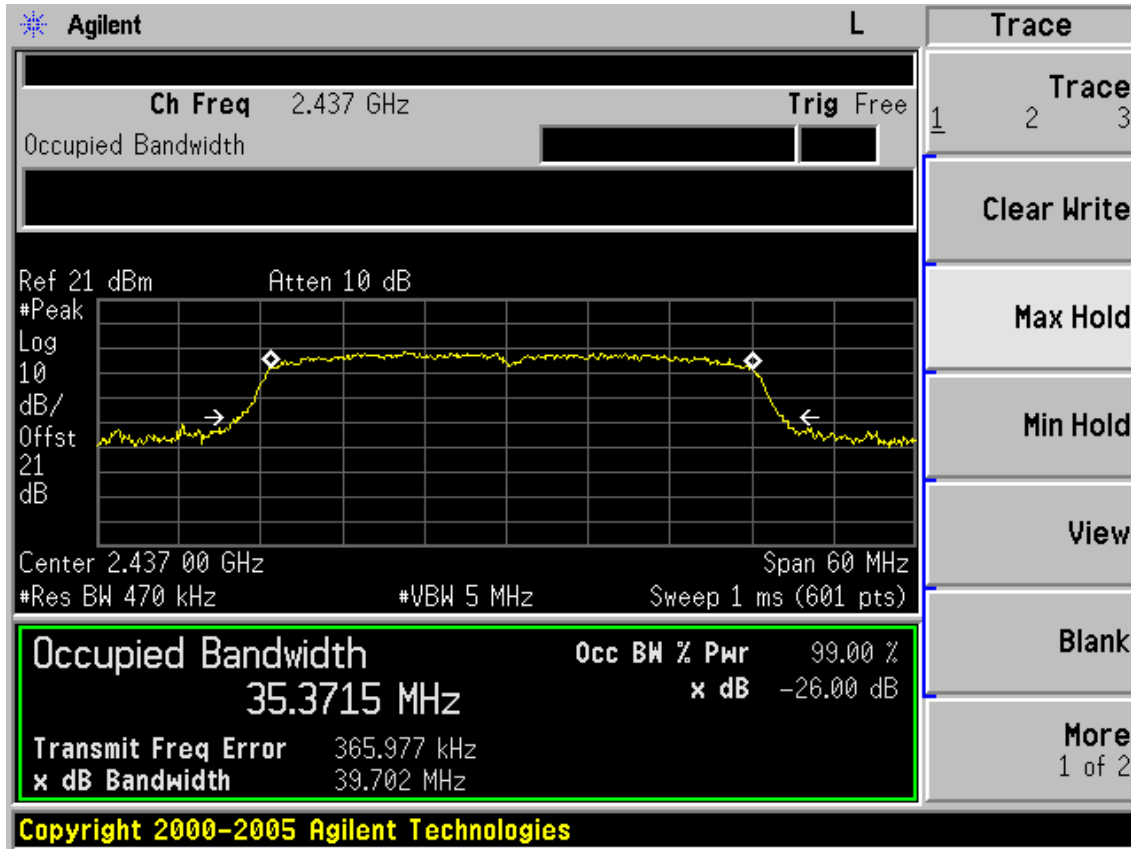 Agilent L Trace
Ch Freq 2.437 GHz Trig Free
Occupied Bandwidth
Trace
1 2 3
Clear Write
Max Hold
Min Hold
View
Blank
More
1 of 2
Ref 21 dBm Atten 10 dB
#Peak
Log
10
dB/
Offst
21
dB
Center 2.437 00 GHz Span 60 MHz
#Res BW 470 kHz #VBW 5 MHz Sweep 1 ms (601 pts)
Occupied Bandwidth Occ BW % Pwr 99.00 %
35.3715 MHz x dB -26.00 dB
Transmit Freq Error 365.977 kHz
x dB Bandwidth 39.702 MHz
Copyright 2000-2005 Agilent Technologies